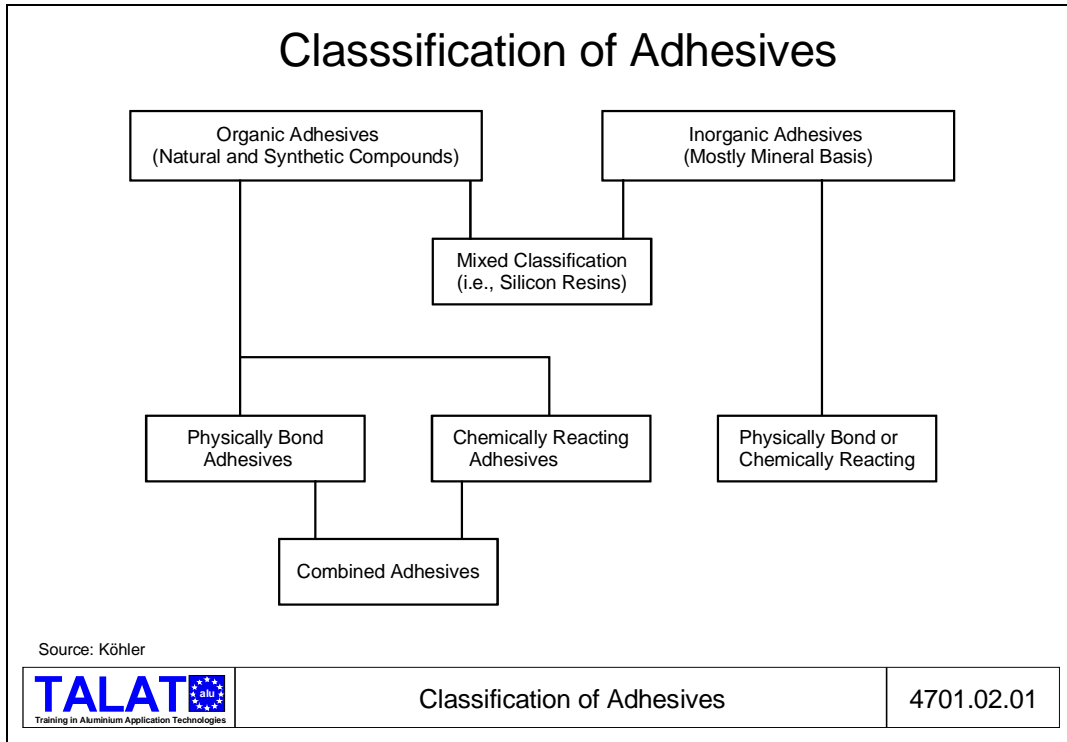 Classsification of Adhesives
Organic Adhesives
(Natural and Synthetic Compounds)
Inorganic Adhesives
(Mostly Mineral Basis)
Mixed Classification
(i.e., Silicon Resins)
Physically Bond
Adhesives
Chemically Reacting
Adhesives
Physically Bond or
Chemically Reacting
Combined Adhesives
Source: Köhler
TALAT
alu
Training in Aluminium Application Technologies
Classification of Adhesives
4701.02.01